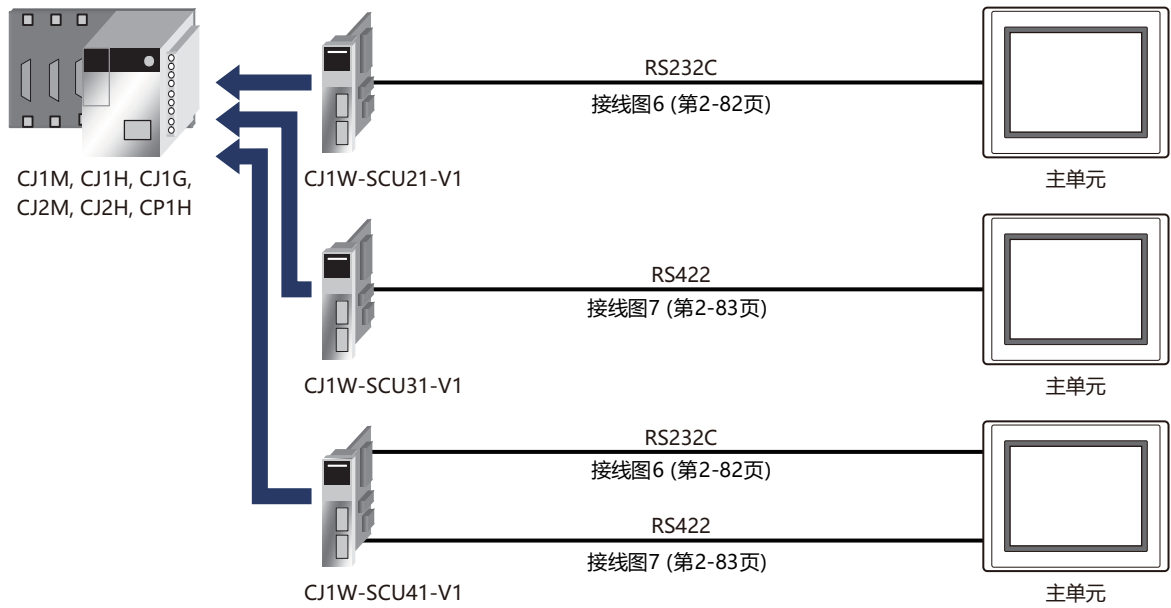 RS232C
接线图6 (第2-82页)
CJ1M, CJ1H, CJ1G,
CJ2M, CJ2H, CP1H
CJ1W-SCU21-V1
主单元
RS422
接线图7 (第2-83页)
CJ1W-SCU31-V1
主单元
RS232C
接线图6 (第2-82页)
RS422
接线图7 (第2-83页)
CJ1W-SCU41-V1
主单元